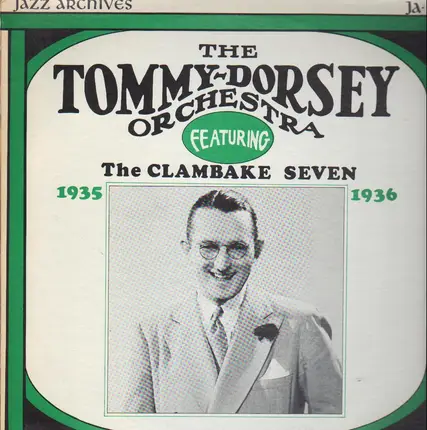 JAZZ ARCHIVES JA-
THE
TOMMY-DORSEY
ORCHESTRA
FEATURING
The CLAMBAKE SEVEN
1935 1936